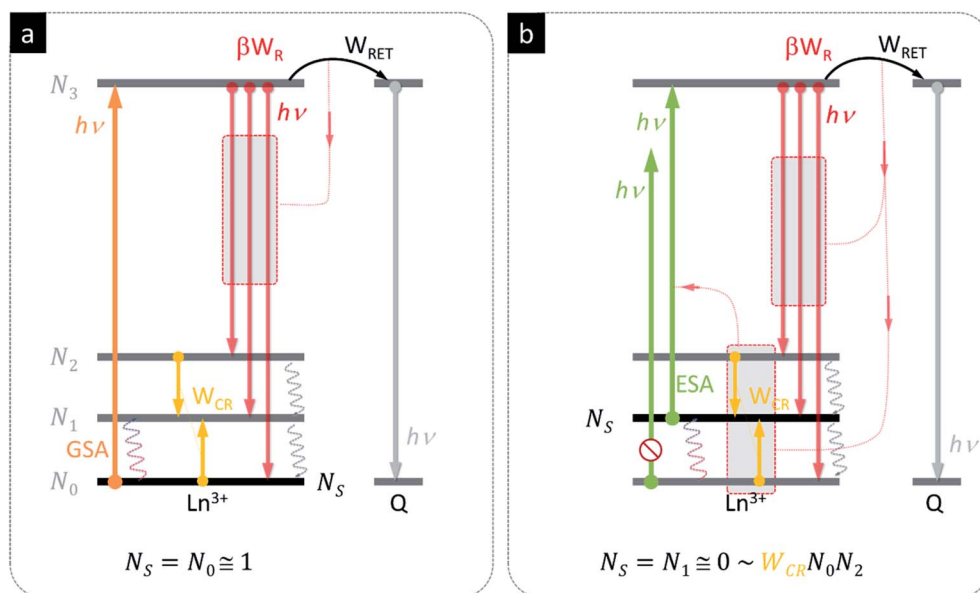 a
βW_R
W_RET
N_3
hν
hν
N_2
W_CR
N_1
GSA
hν
N_0
N_S
Ln³⁺
Q
N_S = N_0 ≅ 1
b
βW_R
W_RET
hν
hν
hν
ESA
W_CR
N_S
hν
Ln³⁺
Q
N_S = N_1 ≅ 0 ~ W_CR N_0 N_2